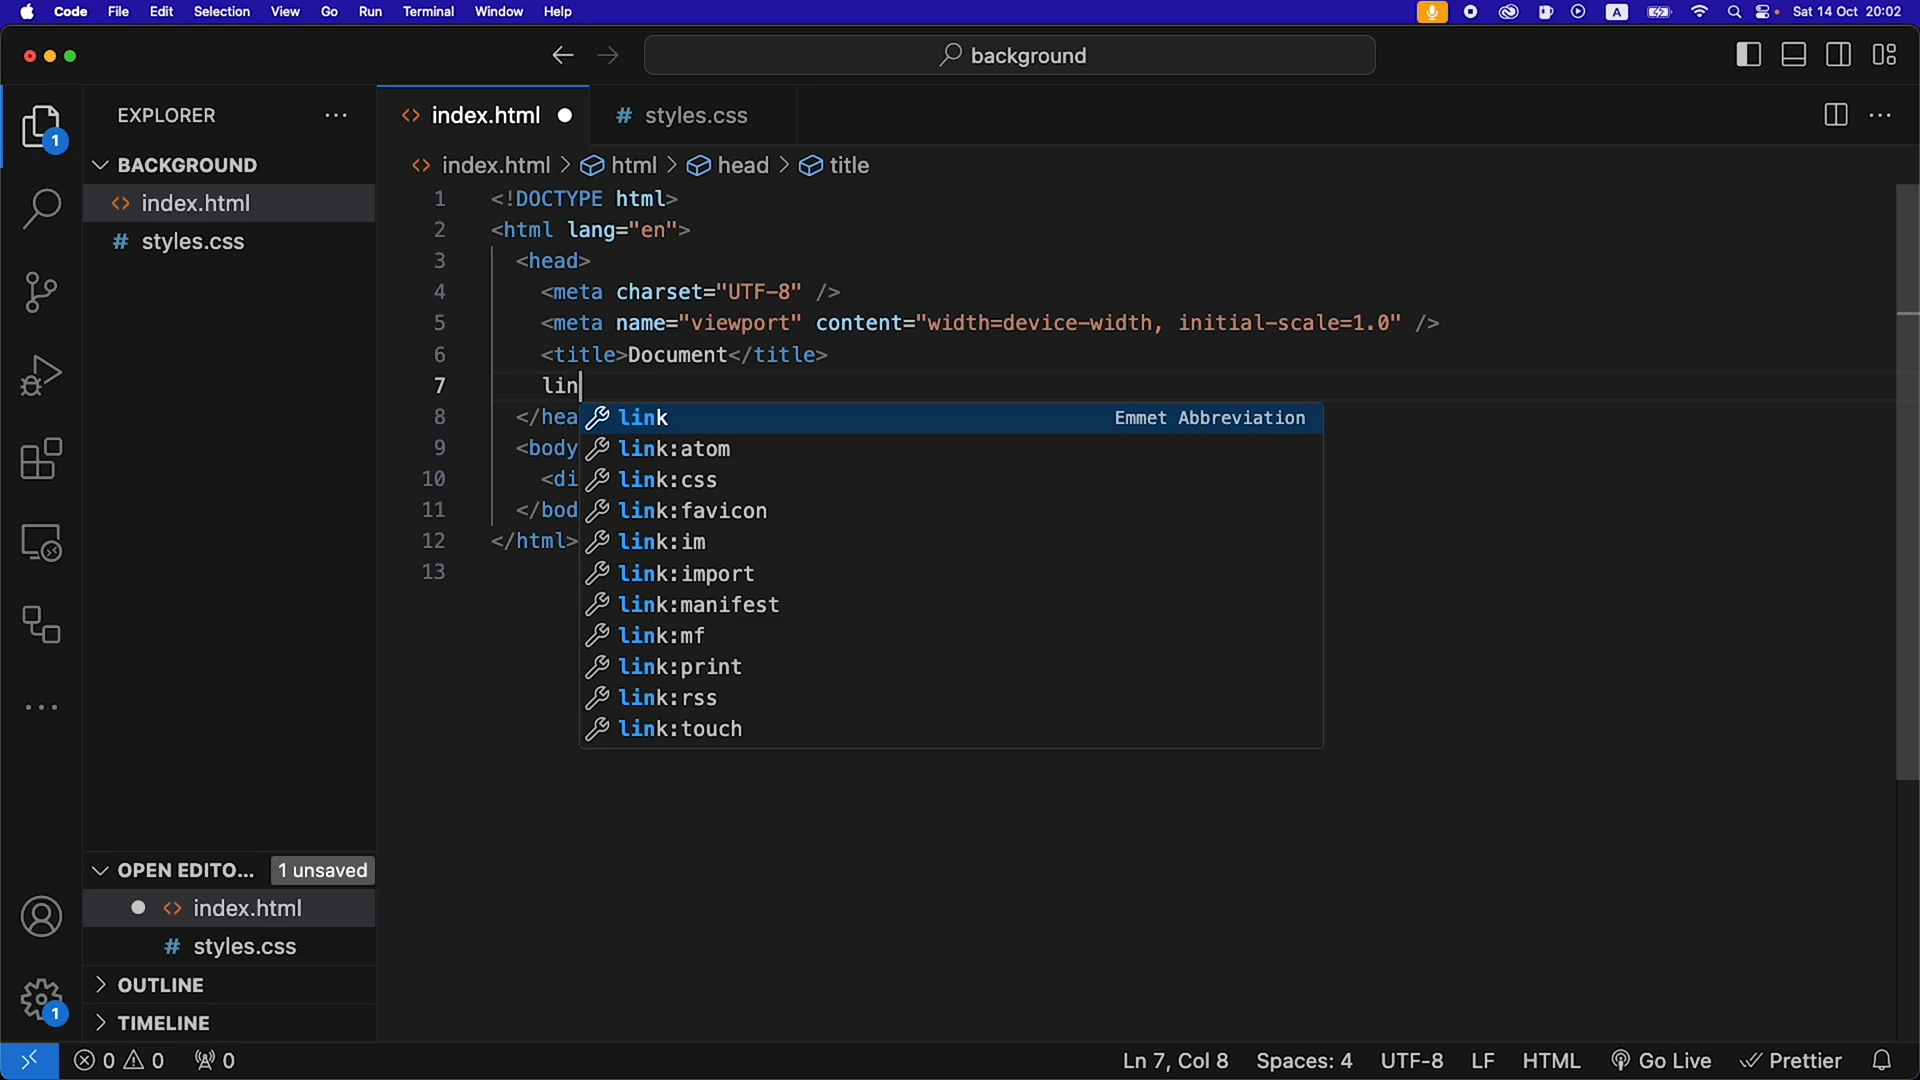 Code File Edit Selection View Go Run Terminal Window Help A Sat 14 Oct 20:02
background
EXPLORER
index.html
# styles.css
1
BACKGROUND
index.html > html > head > title
index.html
# styles.css
1 <!DOCTYPE html>
2 <html lang="en">
3 <head>
4 <meta charset="UTF-8" />
5 <meta name="viewport" content="width=device-width, initial-scale=1.0" />
6 <title>Document</title>
7 lin
8 </hea
9 <body
10 <di
11 </bod
12 </html>
13
link Emmet Abbreviation
link:atom
link:css
link:favicon
link:im
link:import
link:manifest
link:mf
link:print
link:rss
link:touch
OPEN EDITO... 1 unsaved
index.html
# styles.css
OUTLINE
1
TIMELINE
0 0 0 Ln 7, Col 8 Spaces: 4 UTF-8 LF HTML Go Live Prettier